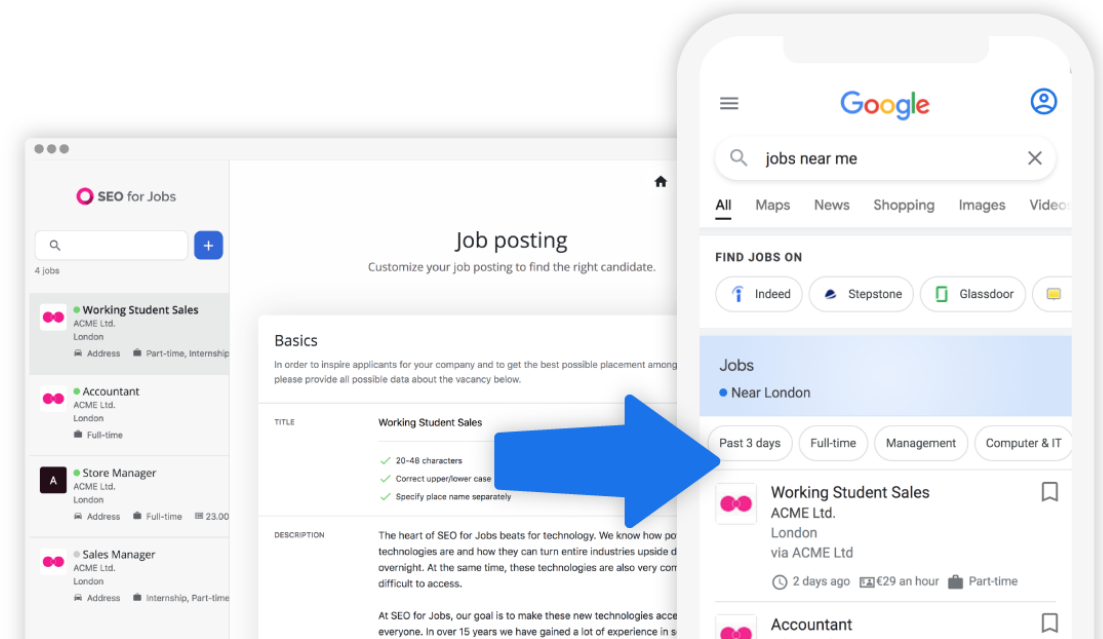 SEO for Jobs
4 jobs
Working Student Sales
ACME Ltd.
London
Address Part-time, Internship
Accountant
ACME Ltd.
London
Full-time
A
Store Manager
ACME Ltd.
London
Address Full-time 23.00
Sales Manager
ACME Ltd.
London
Address Internship, Part-time
Job posting
Customize your job posting to find the right candidate.
Basics
In order to inspire applicants for your company and to get the best possible placement among
please provide all possible data about the vacancy below.
TITLE
Working Student Sales
20-48 characters
Correct upper/lower case
Specify place name separately
DESCRIPTION
The heart of SEO for Jobs beats for technology. We know how
technologies are and how they can turn entire industries upside
overnight. At the same time, these technologies are also very
difficult to access.
At SEO for Jobs, our goal is to make these new technologies
everyone. In over 15 years we have gained a lot of experience in
Google
jobs near me
All Maps News Shopping Images Videos
FIND JOBS ON
Indeed Stepstone Glassdoor
Jobs
Near London
Past 3 days Full-time Management Computer & IT
Working Student Sales
ACME Ltd.
London
via ACME Ltd
2 days ago €29 an hour Part-time
Accountant